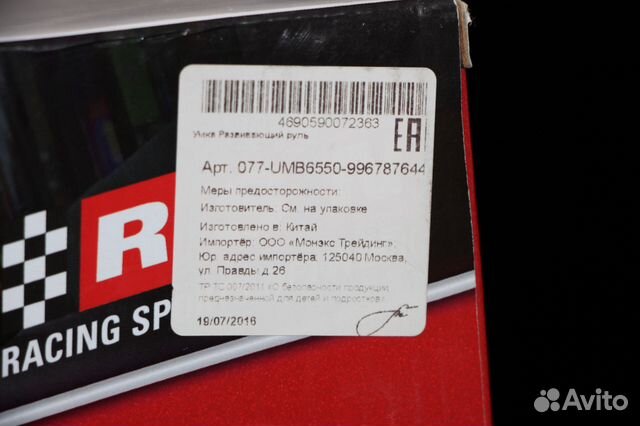 4690590072363
Умка Развивающий руль
EAC
Арт. 077-UMB6550-996787644
Меры предосторожности:
Изготовитель: См. на упаковке
Изготовлено в: Китай
Импортёр: ООО «Монэкс Трейдинг»,
Юр. адрес импортёра: 125040 Москва,
ул. Правды д 26
ТР ТС 007/2011 «О безопасности продукции,
предназначенной для детей и подростков»
19/07/2016
R
RACING SP
Avito